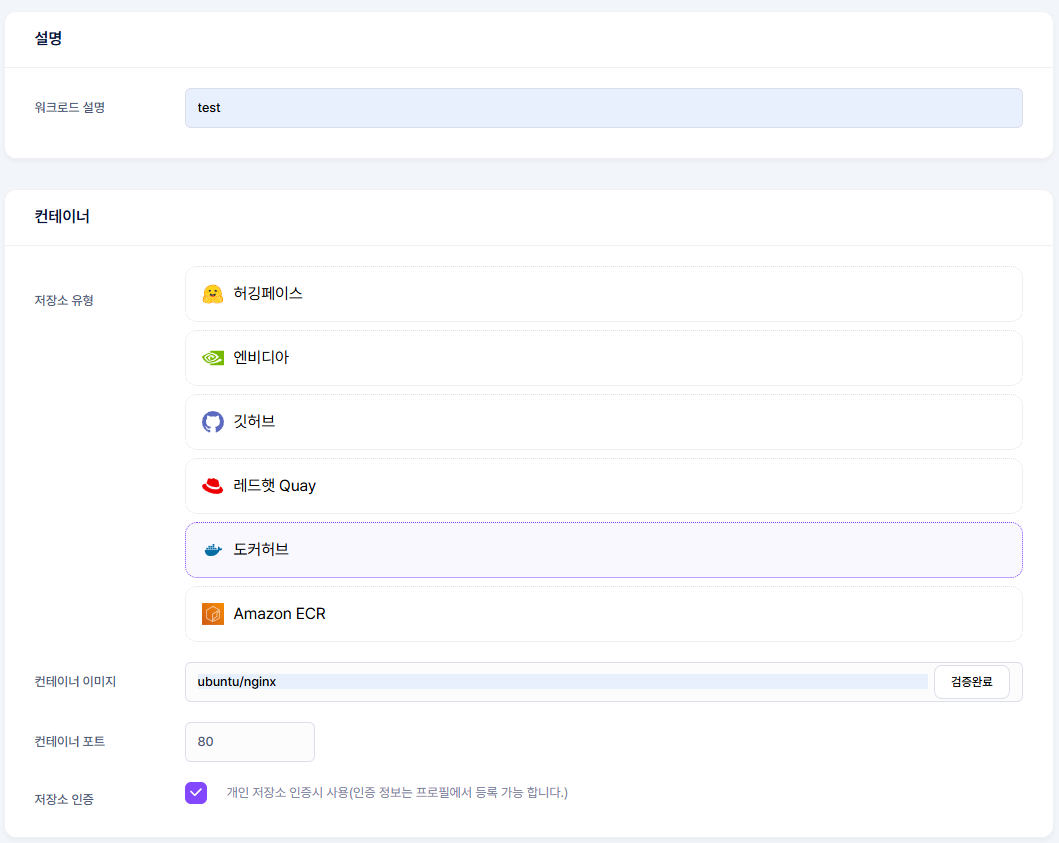 설명
워크로드 설명
test
컨테이너
저장소 유형
허깅페이스
엔비디아
깃허브
레드햇 Quay
도커허브
Amazon ECR
컨테이너 이미지
ubuntu/nginx
검증완료
컨테이너 포트
80
저장소 인증
개인 저장소 인증시 사용(인증 정보는 프로필에서 등록 가능 합니다.)